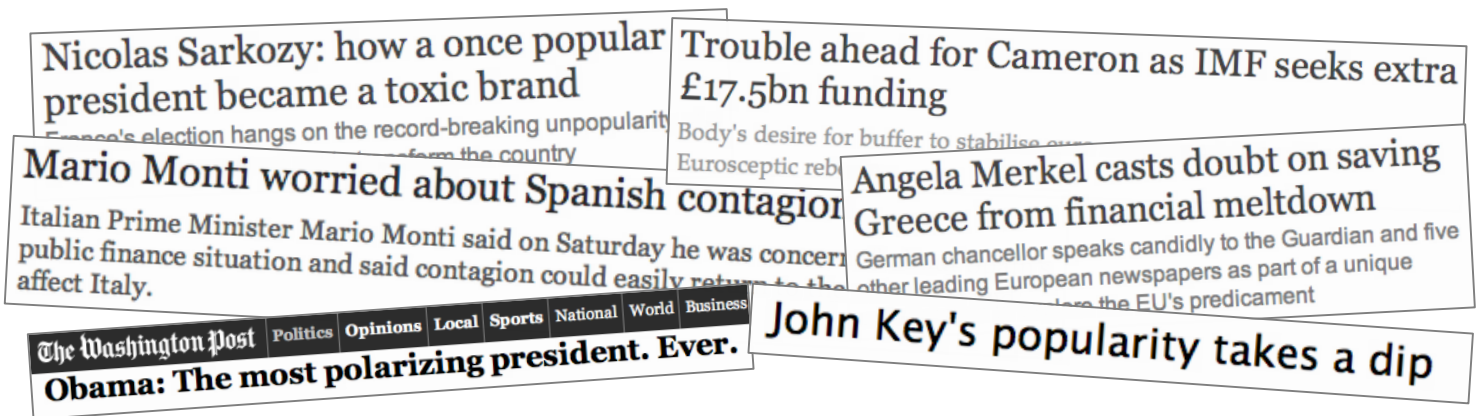 Nicolas Sarkozy: how a once popular
president became a toxic brand
France's election hangs on the record-breaking unpopularity
transform the country
Trouble ahead for Cameron as IMF seeks extra
£17.5bn funding
Body's desire for buffer to stabilise
Eurosceptic
Mario Monti worried about Spanish contagion
Italian Prime Minister Mario Monti said on Saturday he was
public finance situation and said contagion could easily return to the
affect Italy.
Angela Merkel casts doubt on saving
Greece from financial meltdown
German chancellor speaks candidly to the Guardian and five
other leading European newspapers as part of a unique
the EU's predicament
The Washington Post Politics Opinions Local Sports National World Business
Obama: The most polarizing president. Ever.
John Key's popularity takes a dip